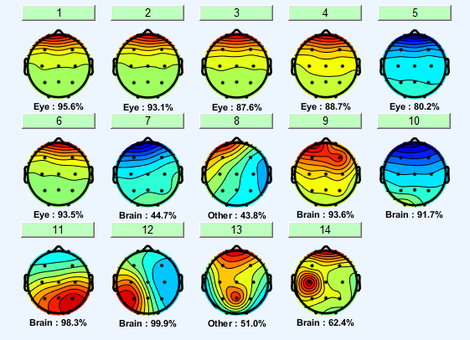 1 2 3 4 5
Eye : 95.6% Eye : 93.1% Eye : 87.6% Eye : 88.7% Eye : 80.2%
6 7 8 9 10
Eye : 93.5% Brain : 44.7% Other : 43.8% Brain : 93.6% Brain : 91.7%
11 12 13 14
Brain : 98.3% Brain : 99.9% Other : 51.0% Brain : 62.4%